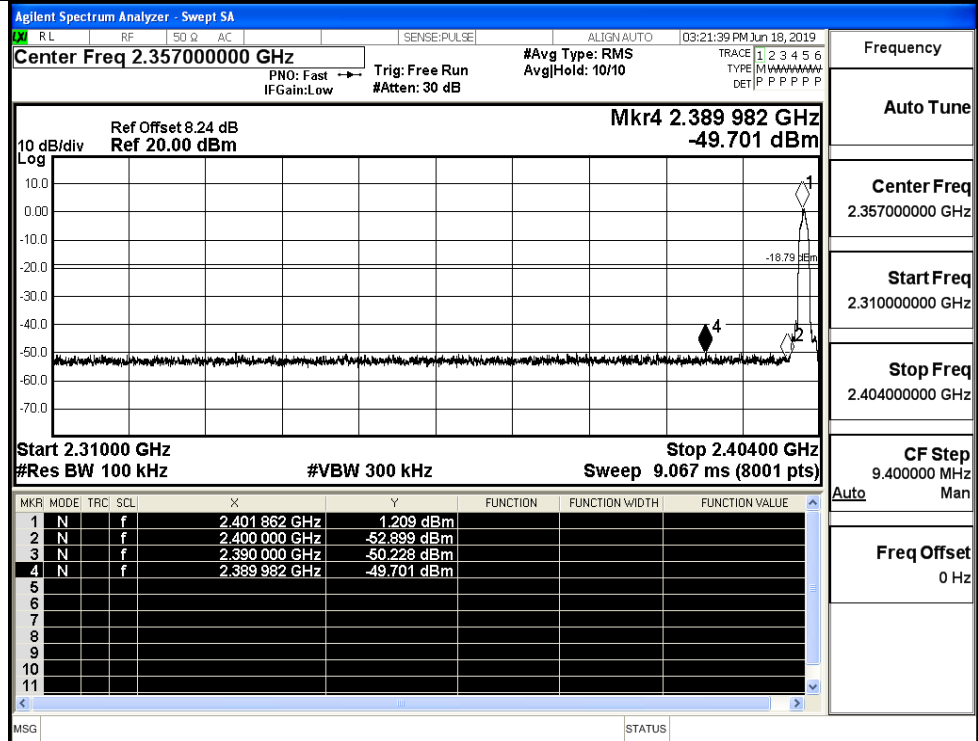 Agilent Spectrum Analyzer - Swept SA
LXI RL RF 50 Ω AC SENSE:PULSE ALIGN AUTO 03:21:39 PM Jun 18, 2019
Center Freq 2.357000000 GHz
PNO: Fast
IFGain:Low
Trig: Free Run
#Atten: 30 dB
#Avg Type: RMS
Avg|Hold: 10/10
TRACE 1 2 3 4 5 6
TYPE M WWWWW
DET P P P P P P
Mkr4 2.389 982 GHz
-49.701 dBm
Ref Offset 8.24 dB
10 dB/div Ref 20.00 dBm
Log
10.0
0.00
-10.0
-20.0
-30.0
-40.0
-50.0
-60.0
-70.0
1
-18.79 dBm
4
2
Start 2.31000 GHz Stop 2.40400 GHz
#Res BW 100 kHz #VBW 300 kHz Sweep 9.067 ms (8001 pts)
MKR MODE TRC SCL X Y FUNCTION FUNCTION WIDTH FUNCTION VALUE
1 N f 2.401 862 GHz 1.209 dBm
2 N f 2.400 000 GHz -52.899 dBm
3 N f 2.390 000 GHz -50.228 dBm
4 N f 2.389 982 GHz -49.701 dBm
5
6
7
8
9
10
11
MSG STATUS
Frequency
Auto Tune
Center Freq
2.357000000 GHz
Start Freq
2.310000000 GHz
Stop Freq
2.404000000 GHz
CF Step
9.400000 MHz
Auto Man
Freq Offset
0 Hz